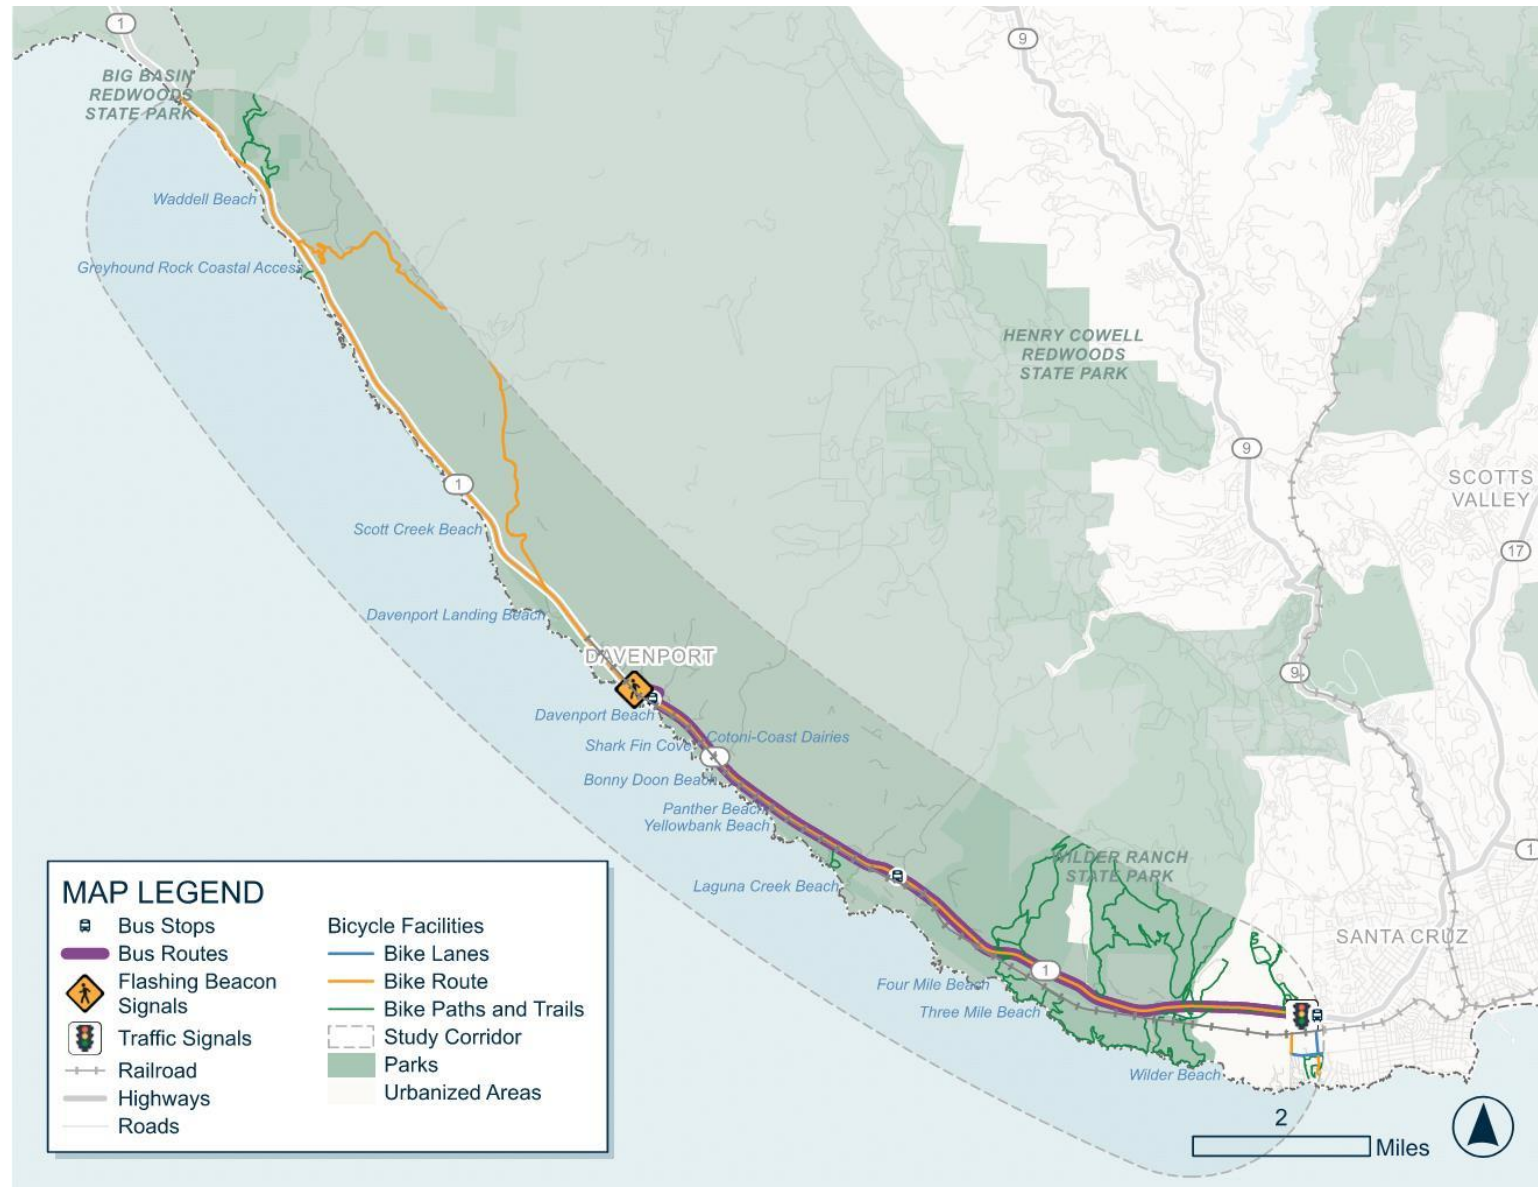 1
9
BIG BASIN
REDWOODS
STATE PARK
Waddell Beach
Greyhound Rock Coastal Access
HENRY COWELL
REDWOODS
STATE PARK
9
SCOTTS
VALLEY
1
Scott Creek Beach
17
Davenport Landing Beach
DAVENPORT
9
Davenport Beach
Cotoni-Coast Dairies
Shark Fin Cove
1
Bonny Doon Beach
Panther Beach
Yellowbank Beach
1
WILDER RANCH
STATE PARK
Laguna Creek Beach
SANTA CRUZ
1
Four Mile Beach
Three Mile Beach
Wilder Beach
MAP LEGEND
Bus Stops
Bus Routes
Flashing Beacon
Signals
Traffic Signals
Railroad
Highways
Roads
Bicycle Facilities
Bike Lanes
Bike Route
Bike Paths and Trails
Study Corridor
Parks
Urbanized Areas
2
Miles